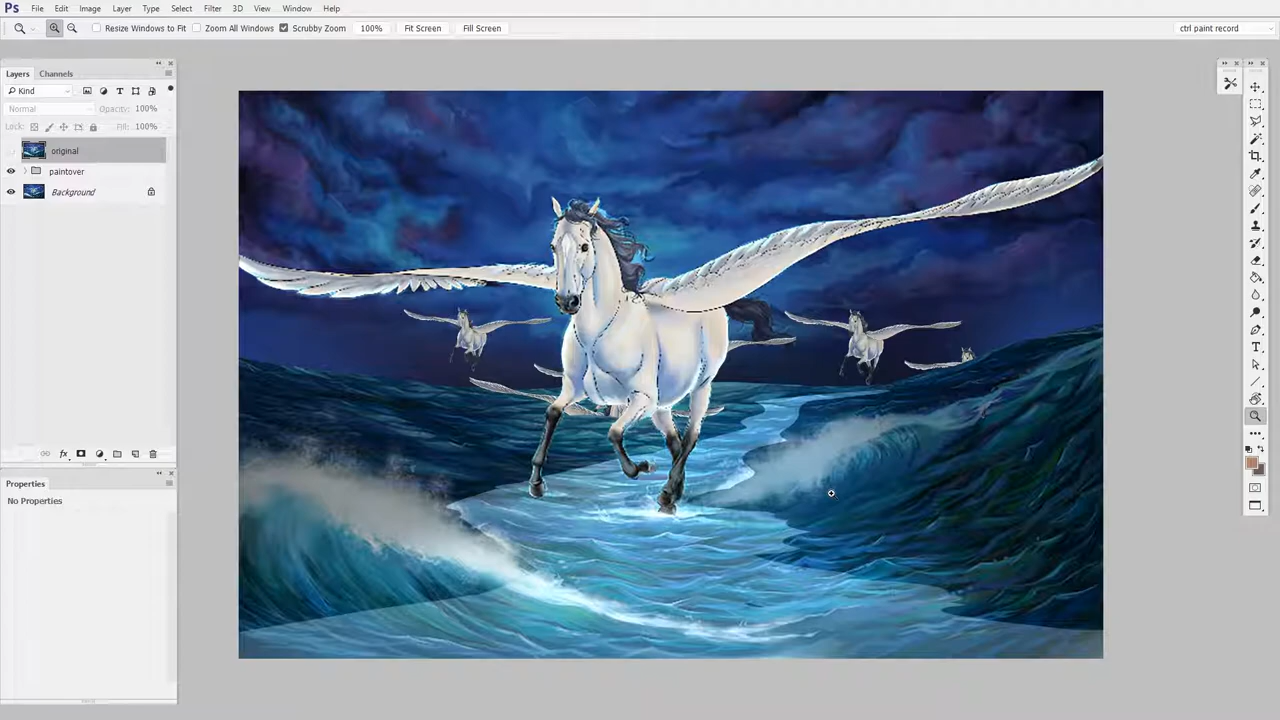 Ps File Edit Image Layer Type Select Filter 3D View Window Help
Resize Windows to Fit Zoom All Windows Scrubby Zoom 100% Fit Screen Fill Screen ctrl paint record
Layers Channels
Kind
Normal Opacity: 100%
Lock: Fill: 100%
original
paintover
Background
Properties
No Properties